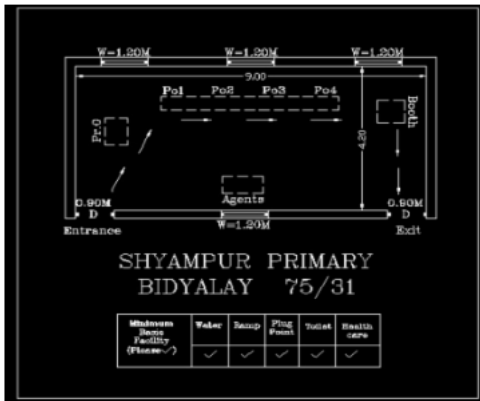 W=1.20M W=1.20M W=1.20M
9.00
Po1 Po2 Po3 Po4
Booth
Pr.O
4.20
Agents
0.90M 0.90M
D D
W=1.20M
Entrance Exit
SHYAMPUR PRIMARY
BIDYALAY 75/31
Minimum Basic Facility (Please✓) Water Ramp Plug Point Toilet Health care
✓ ✓ ✓ ✓ ✓